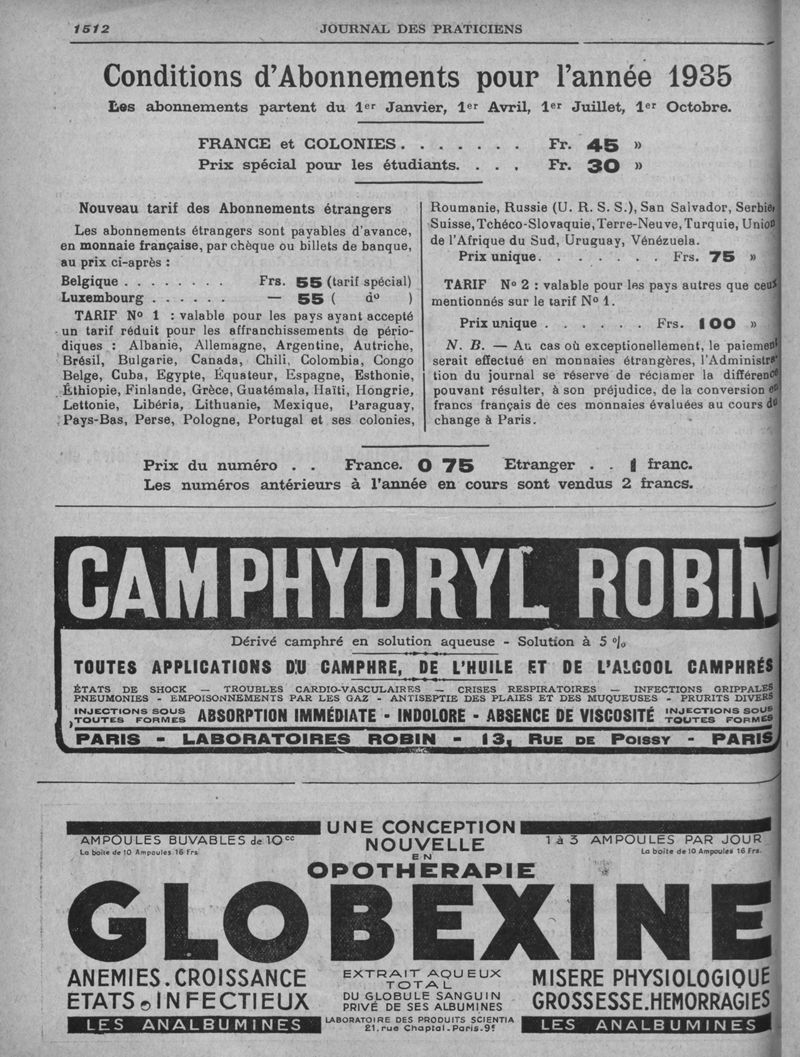 1512
JOURNAL DES PRATICIENS
Conditions d'Abonnements pour l'année 1935
Les abonnements partent du 1er Janvier, 1er Avril, 1er Juillet, 1er Octobre.
FRANCE et COLONIES. . . . . . . Fr. 45 »
Prix spécial pour les étudiants. . . . Fr. 30 »
Nouveau tarif des Abonnements étrangers
Les abonnements étrangers sont payables d'avance,
en monnaie française, par chèque ou billets de banque,
au prix ci-après :
Belgique . . . . . . . . Frs. 55 (tarif spécial)
Luxembourg . . . . . . — 55 ( do )
TARIF No 1 : valable pour les pays ayant accepté
un tarif réduit pour les affranchissements de pério-
diques : Albanie, Allemagne, Argentine, Autriche,
Brésil, Bulgarie, Canada, Chili, Colombia, Congo
Belge, Cuba, Egypte, Équateur, Espagne, Esthonie,
Éthiopie, Finlande, Grèce, Guatémala, Haïti, Hongrie,
Lettonie, Libéria, Lithuanie, Mexique, Paraguay,
Pays-Bas, Perse, Pologne, Portugal et ses colonies,
Roumanie, Russie (U. R. S. S.), San Salvador, Serbie,
Suisse, Tchéco-Slovaquie, Terre-Neuve, Turquie, Union
de l'Afrique du Sud, Uruguay, Vénézuela.
Prix unique. . . . . . . . Frs. 75 »
TARIF No 2 : valable pour les pays autres que ceux
mentionnés sur le tarif No 1.
Prix unique . . . . . . Frs. 100 »
N. B. — Au cas où exceptionellement, le paiement
serait effectué en monnaies étrangères, l'Administra-
tion du journal se réserve de réclamer la différence
pouvant résulter, à son préjudice, de la conversion en
francs français de ces monnaies évaluées au cours du
change à Paris.
Prix du numéro . . France. 0 75 Etranger . . 1 franc.
Les numéros antérieurs à l'année en cours sont vendus 2 francs.
CAMPHYDRYL ROBIN
Dérivé camphré en solution aqueuse - Solution à 5 %
TOUTES APPLICATIONS DU CAMPHRE, DE L'HUILE ET DE L'ALCOOL CAMPHRÉS
ÉTATS DE SHOCK — TROUBLES CARDIO-VASCULAIRES — CRISES RESPIRATOIRES — INFECTIONS GRIPPALES
PNEUMONIES - EMPOISONNEMENTS PAR LES GAZ - ANTISEPTIE DES PLAIES ET DES MUQUEUSES - PRURITS DIVERS
INJECTIONS SOUS TOUTES FORMES ABSORPTION IMMÉDIATE - INDOLORE - ABSENCE DE VISCOSITÉ INJECTIONS SOUS TOUTES FORMES
PARIS - LABORATOIRES ROBIN - 13, RUE DE POISSY - PARIS
UNE CONCEPTION
AMPOULES BUVABLES de 10cc
La boite de 10 Ampoules 16 Frs
NOUVELLE
EN
1 à 3 AMPOULES PAR JOUR
La boite de 10 Ampoules 16 Frs.
OPOTHERAPIE
GLOBEXINE
ANEMIES.CROISSANCE
ETATS INFECTIEUX
EXTRAIT AQUEUX
TOTAL
DU GLOBULE SANGUIN
PRIVÉ DE SES ALBUMINES
MISERE PHYSIOLOGIQUE
GROSSESSE.HEMORRAGIES
LES ANALBUMINES
LABORATOIRE DES PRODUITS SCIENTIA
21, rue Chaptal. Paris. 9e
LES ANALBUMINES